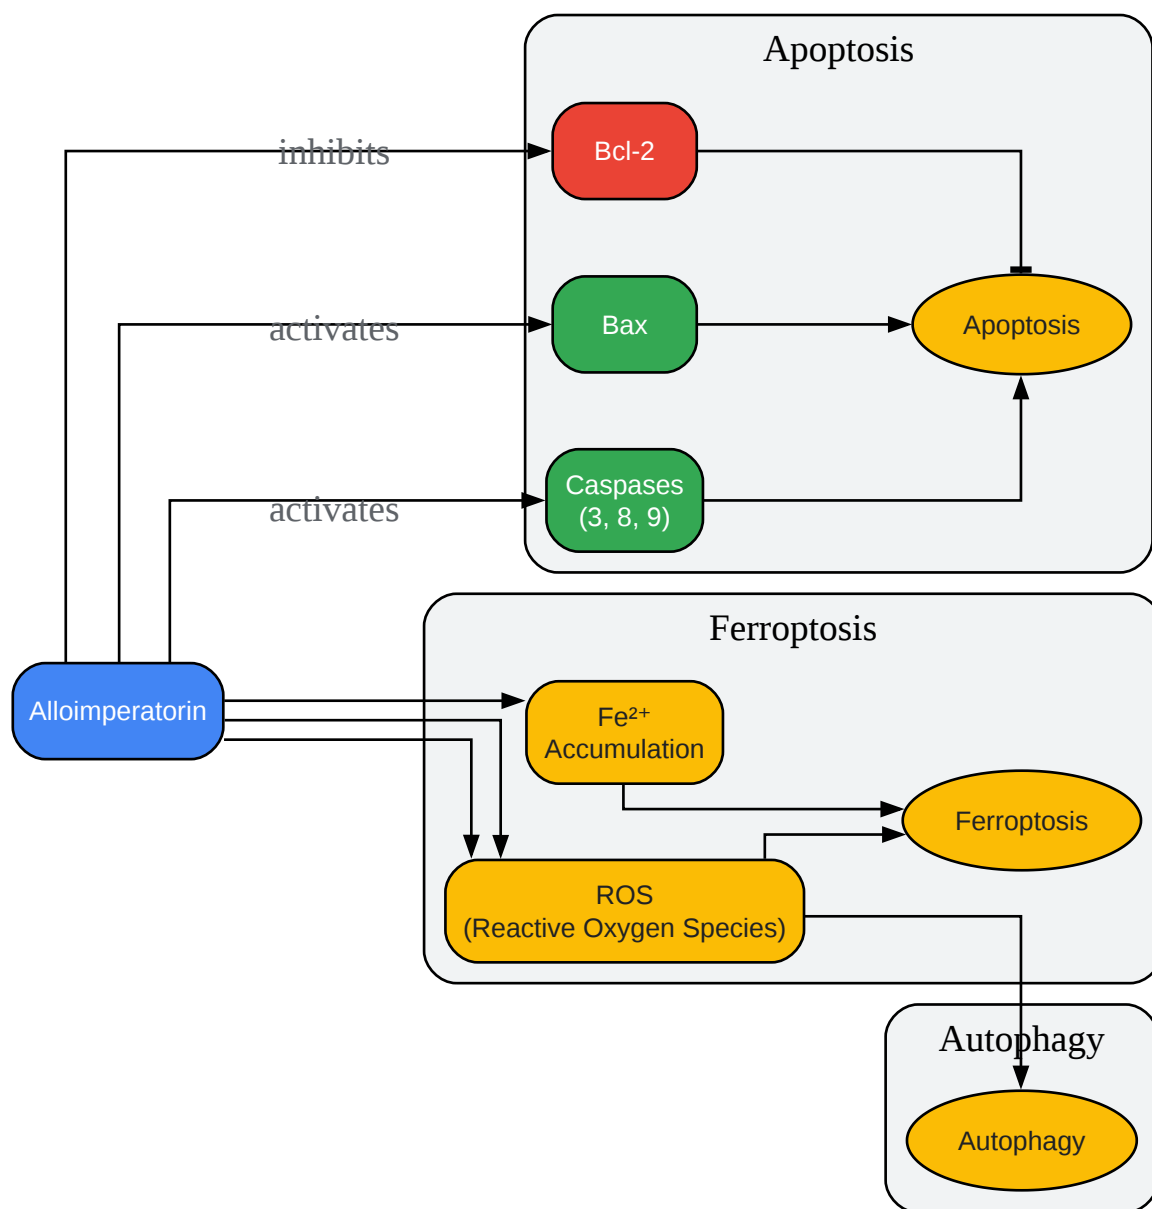 Apoptosis
inhibits
Bcl-2
activates
Bax
Apoptosis
activates
Caspases
(3, 8, 9)
Ferroptosis
Alloimperatorin
Fe²⁺
Accumulation
Ferroptosis
ROS
(Reactive Oxygen Species)
Autophagy
Autophagy